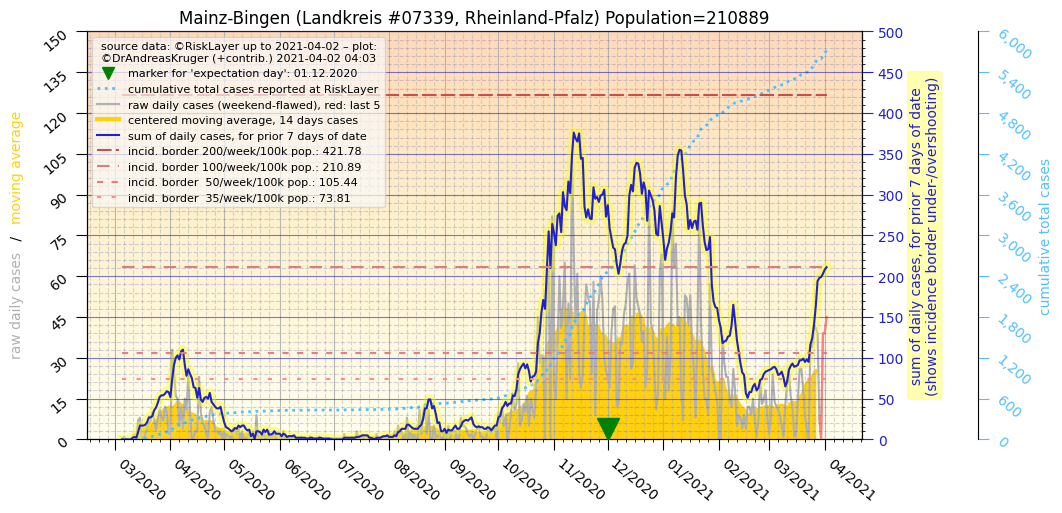 Mainz-Bingen (Landkreis #07339, Rheinland-Pfalz) Population=210889
source data: ©RiskLayer up to 2021-04-02 – plot:
©DrAndreasKruger (+contrib.) 2021-04-02 04:03
marker for 'expectation day': 01.12.2020
cumulative total cases reported at RiskLayer
raw daily cases (weekend-flawed), red: last 5
centered moving average, 14 days cases
sum of daily cases, for prior 7 days of date
incid. border 200/week/100k pop.: 421.78
incid. border 100/week/100k pop.: 210.89
incid. border  50/week/100k pop.: 105.44
incid. border  35/week/100k pop.: 73.81
raw daily cases / moving average
150
135
120
105
90
75
60
45
30
15
0
03/2020
04/2020
05/2020
06/2020
07/2020
08/2020
09/2020
10/2020
11/2020
12/2020
01/2021
02/2021
03/2021
04/2021
500
450
400
350
300
250
200
150
100
50
0
sum of daily cases, for prior 7 days of date
(shows incidence border under-/overshooting)
6,000
5,400
4,800
4,200
3,600
3,000
2,400
1,800
1,200
600
0
cumulative total cases